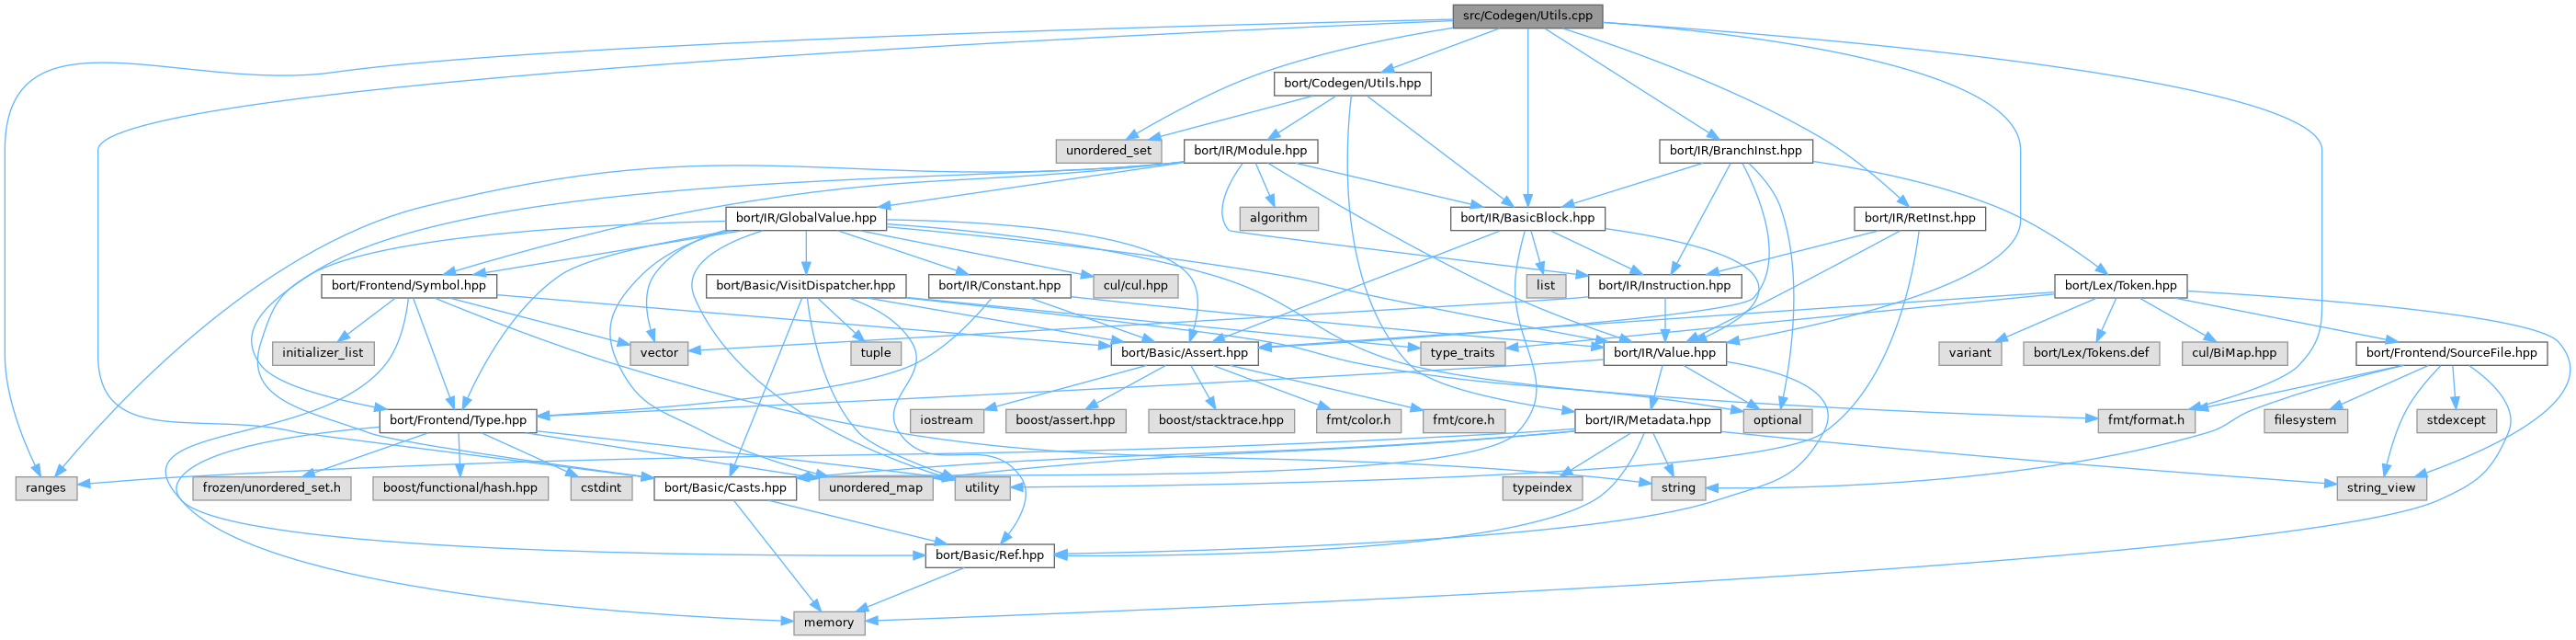 src/Codegen/Utils.cpp
bort/Codegen/Utils.hpp
unordered_set
bort/IR/Module.hpp
bort/IR/BranchInst.hpp
bort/IR/GlobalValue.hpp
algorithm
bort/IR/BasicBlock.hpp
bort/IR/RetInst.hpp
bort/Frontend/Symbol.hpp
bort/Basic/VisitDispatcher.hpp
bort/IR/Constant.hpp
cul/cul.hpp
list
bort/IR/Instruction.hpp
bort/Lex/Token.hpp
initializer_list
vector
tuple
bort/Basic/Assert.hpp
type_traits
bort/IR/Value.hpp
variant
bort/Lex/Tokens.def
cul/BiMap.hpp
bort/Frontend/SourceFile.hpp
bort/Frontend/Type.hpp
iostream
boost/assert.hpp
boost/stacktrace.hpp
fmt/color.h
fmt/core.h
bort/IR/Metadata.hpp
optional
fmt/format.h
filesystem
stdexcept
ranges
frozen/unordered_set.h
boost/functional/hash.hpp
cstdint
bort/Basic/Casts.hpp
unordered_map
utility
typeindex
string
string_view
bort/Basic/Ref.hpp
memory